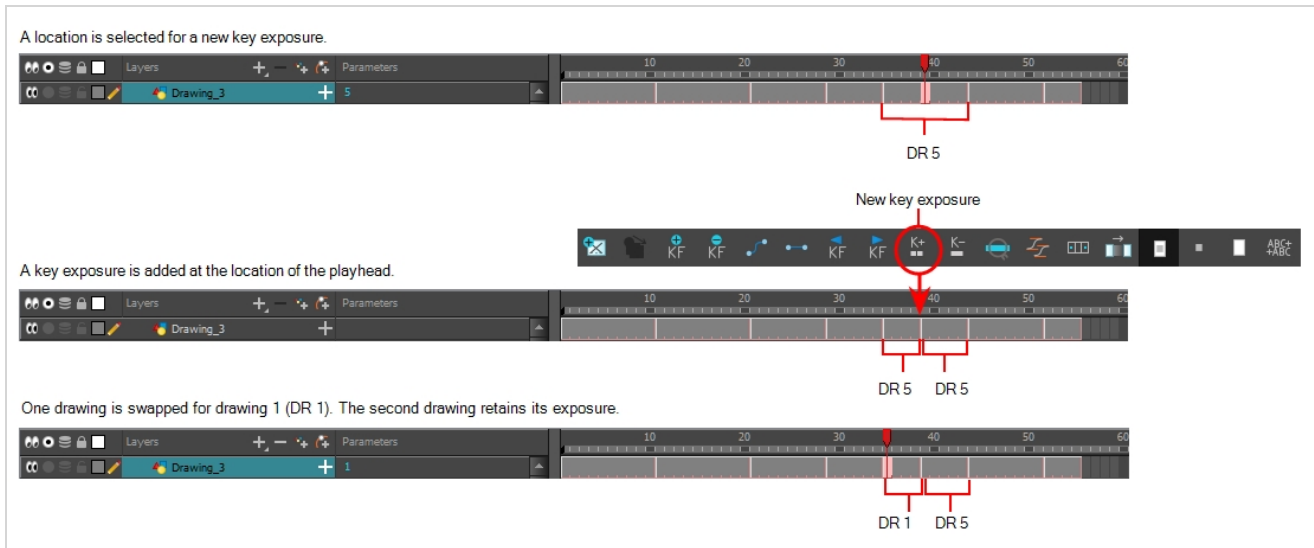 A location is selected for a new key exposure.
Layers Parameters 10 20 30 40 50 60
Drawing_3 5
DR 5
New key exposure
KF KF KF KF K+ K- ABC+ +ABC
A key exposure is added at the location of the playhead.
Layers Parameters 10 20 30 40 50 60
Drawing_3
DR 5 DR 5
One drawing is swapped for drawing 1 (DR 1). The second drawing retains its exposure.
Layers Parameters 10 20 30 40 50 60
Drawing_3 1
DR 1 DR 5